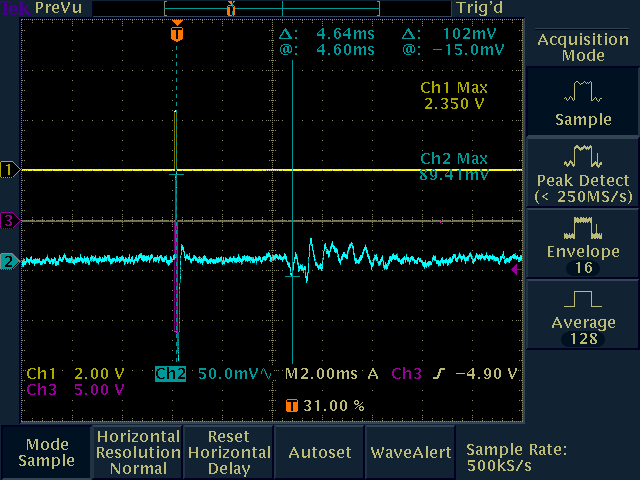 Tek PreVu Trig'd
T
Δ: 4.64ms Δ: 102mV
@: 4.60ms @: -15.0mV
Acquisition
Mode
Ch1 Max
2.350 V
Sample
1
Ch2 Max
89.41mV
Peak Detect
(< 250MS/s)
3
Envelope
16
2
Average
128
Ch1 2.00 V Ch2 50.0mV∿ M2.00ms A Ch3 ƒ -4.90 V
Ch3 5.00 V
T 31.00 %
Mode
Sample
Horizontal
Resolution
Normal
Reset
Horizontal
Delay
Autoset
WaveAlert
Sample Rate:
500kS/s